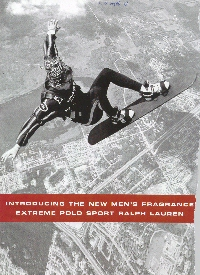 INTRODUCING THE NEW MEN'S FRAGRANCE
EXTREME POLO SPORT RALPH LAUREN